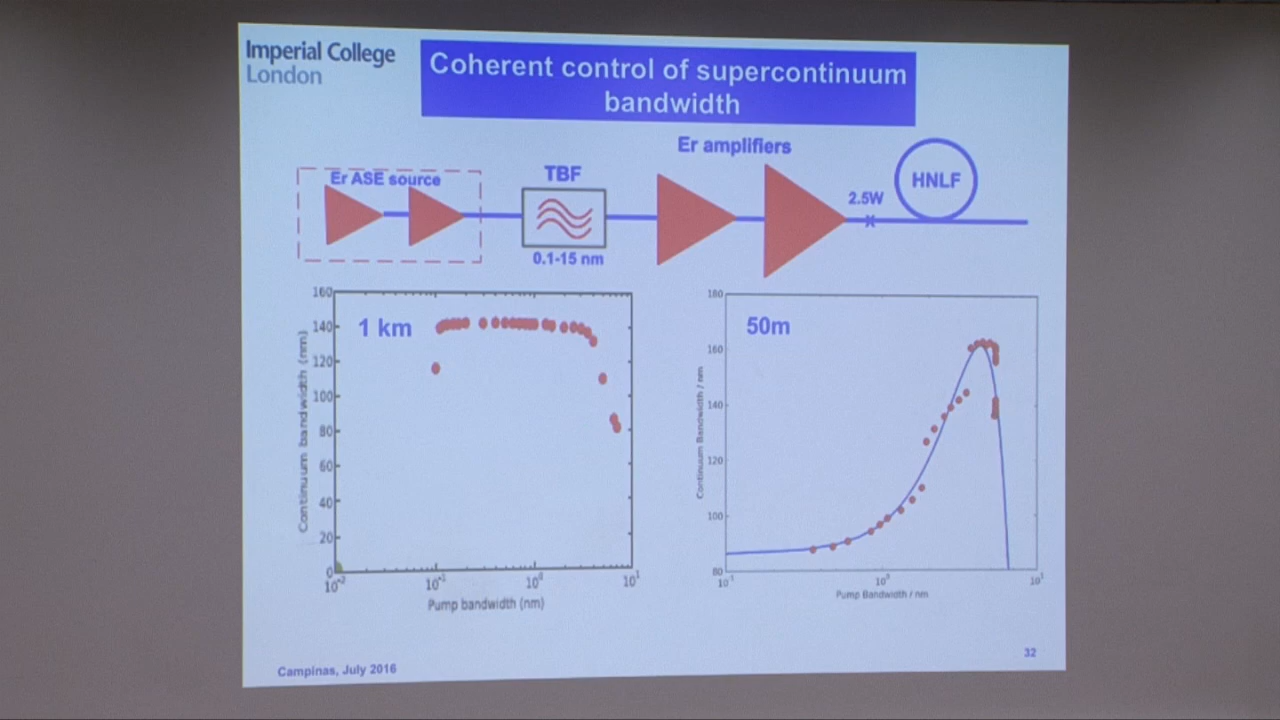 Imperial College
London
Coherent control of supercontinuum
bandwidth
Er amplifiers
Er ASE source
TBF
HNLF
2.5W
0.1-15 nm
160
140
120
100
80
60
40
20
0
1 km
Continuum bandwidth (nm)
10⁻²
10⁻¹
10⁰
10¹
Pump bandwidth (nm)
180
160
140
120
100
80
50m
Continuum Bandwidth / nm
10⁻¹
10⁰
10¹
Pump Bandwidth / nm
Campinas, July 2016
32